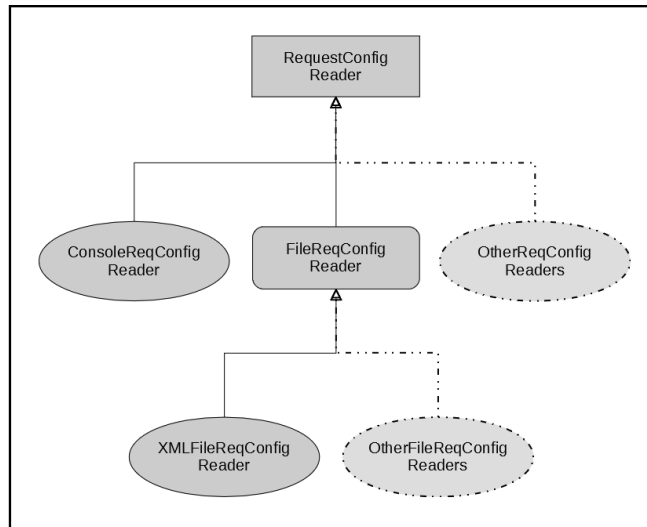 RequestConfig
Reader
ConsoleReqConfig
Reader
FileReqConfig
Reader
OtherReqConfig
Readers
XMLFileReqConfig
Reader
OtherFileReqConfig
Readers